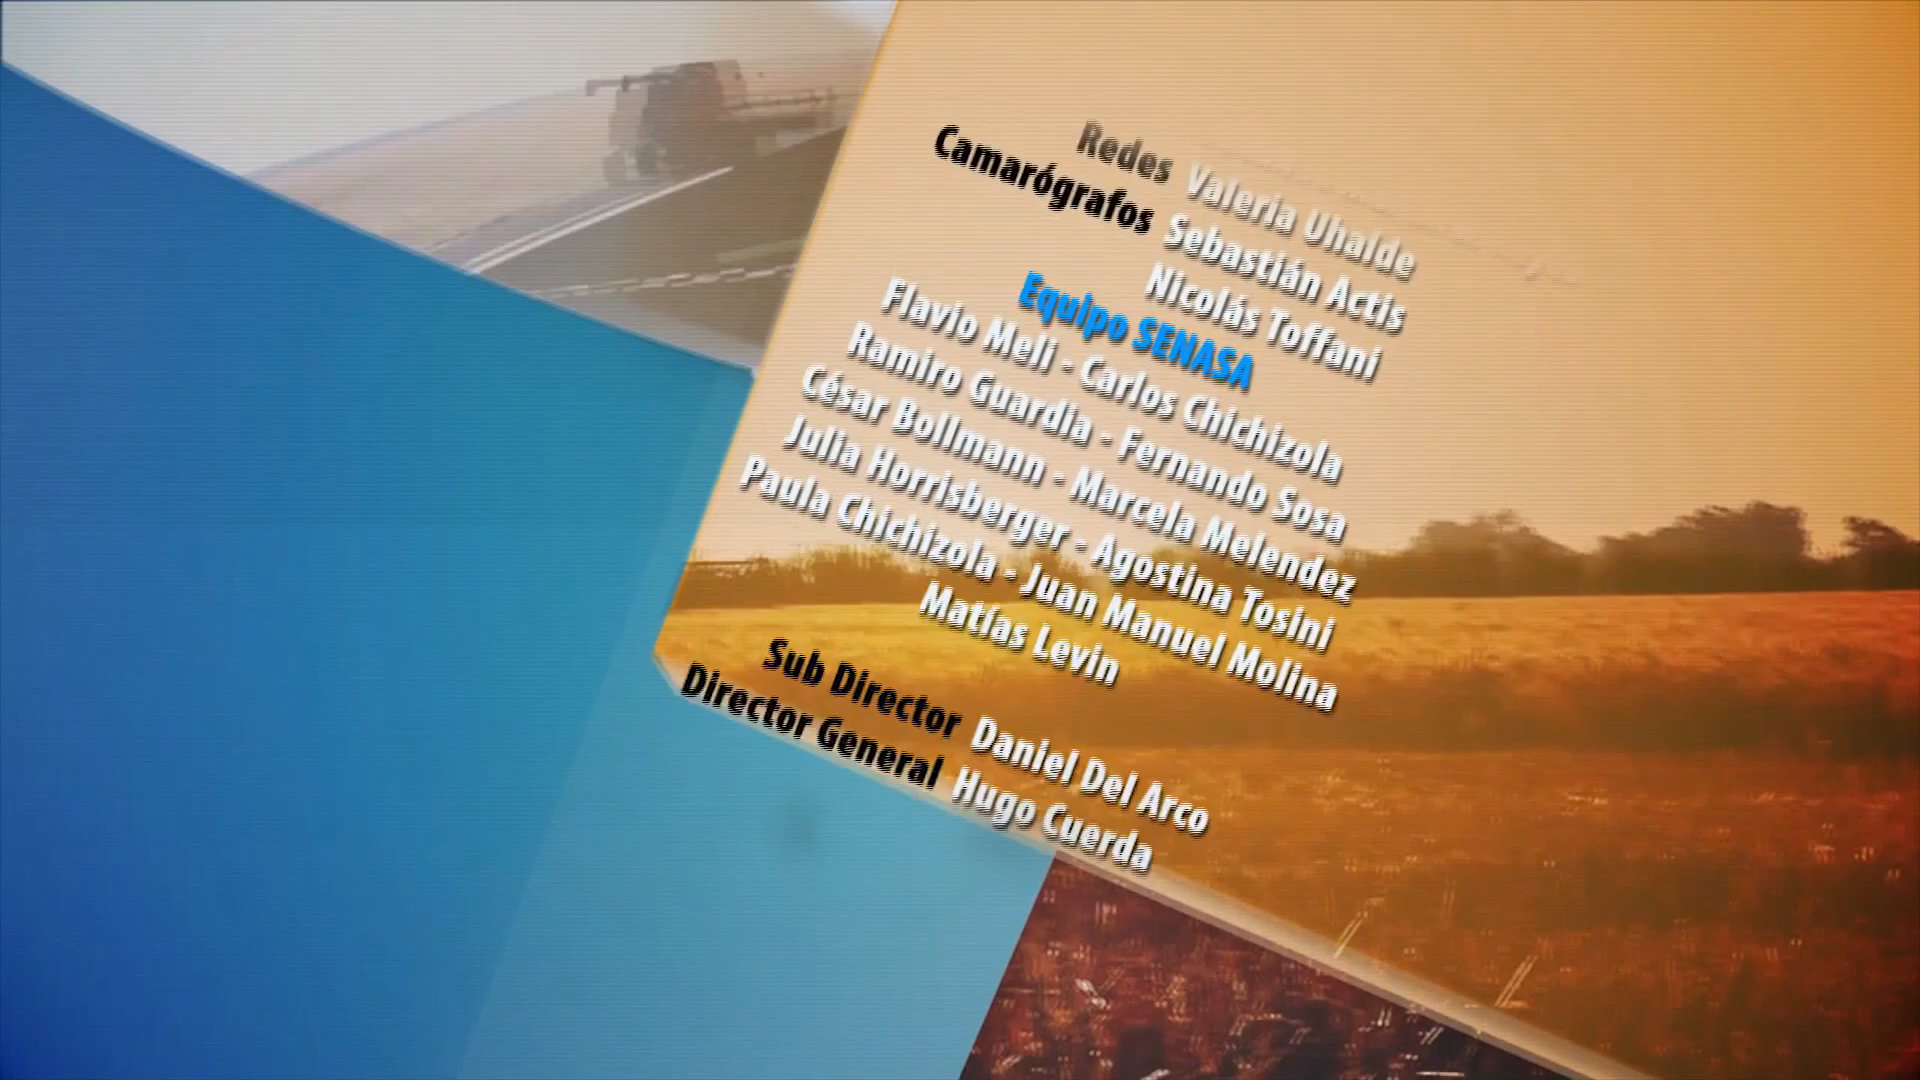 Redes Valeria Uhalde
Camarógrafos Sebastián Actis
Nicolás Toffani
Equipo SENASA
Flavio Meli - Carlos Chichizola
Ramiro Guardia - Fernando Sosa
César Bollmann - Marcela Melendez
Julia Horrisberger - Agostina Tosini
Paula Chichizola - Juan Manuel Molina
Matías Levin
Sub Director Daniel Del Arco
Director General Hugo Cuerda